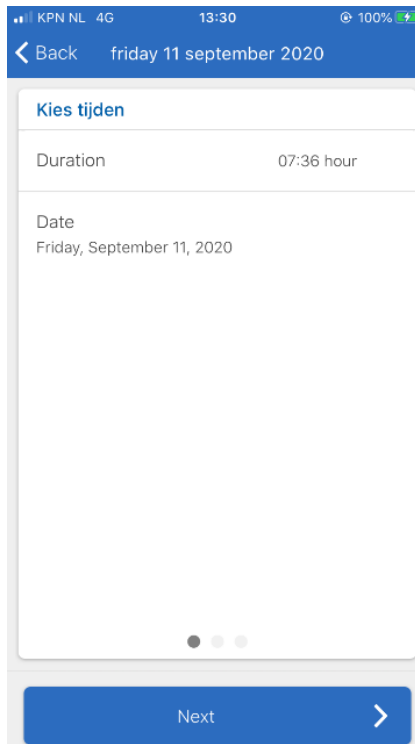 KPN NL 4G 13:30 100%
Back friday 11 september 2020
Kies tijden
Duration 07:36 hour
Date
Friday, September 11, 2020
Next